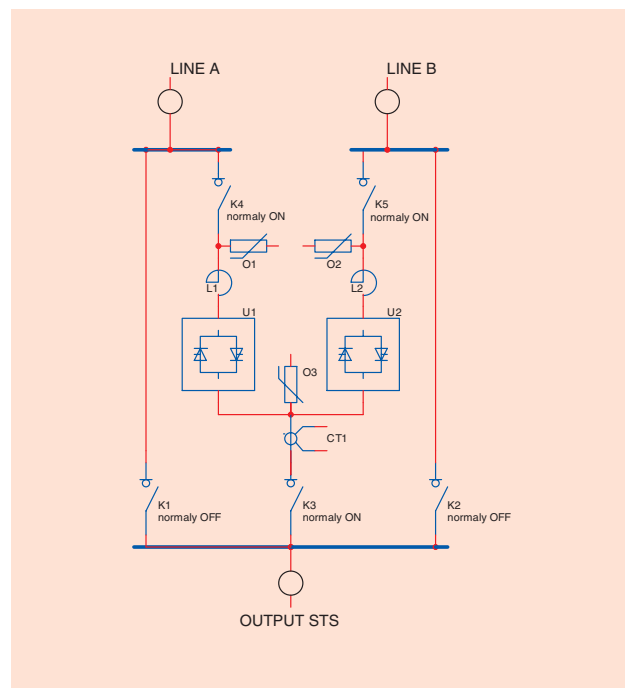 LINE A
LINE B
K4
normaly ON
K5
normaly ON
O1
O2
L1
L2
U1
U2
O3
CT1
K1
normaly OFF
K3
normaly ON
K2
normaly OFF
OUTPUT STS